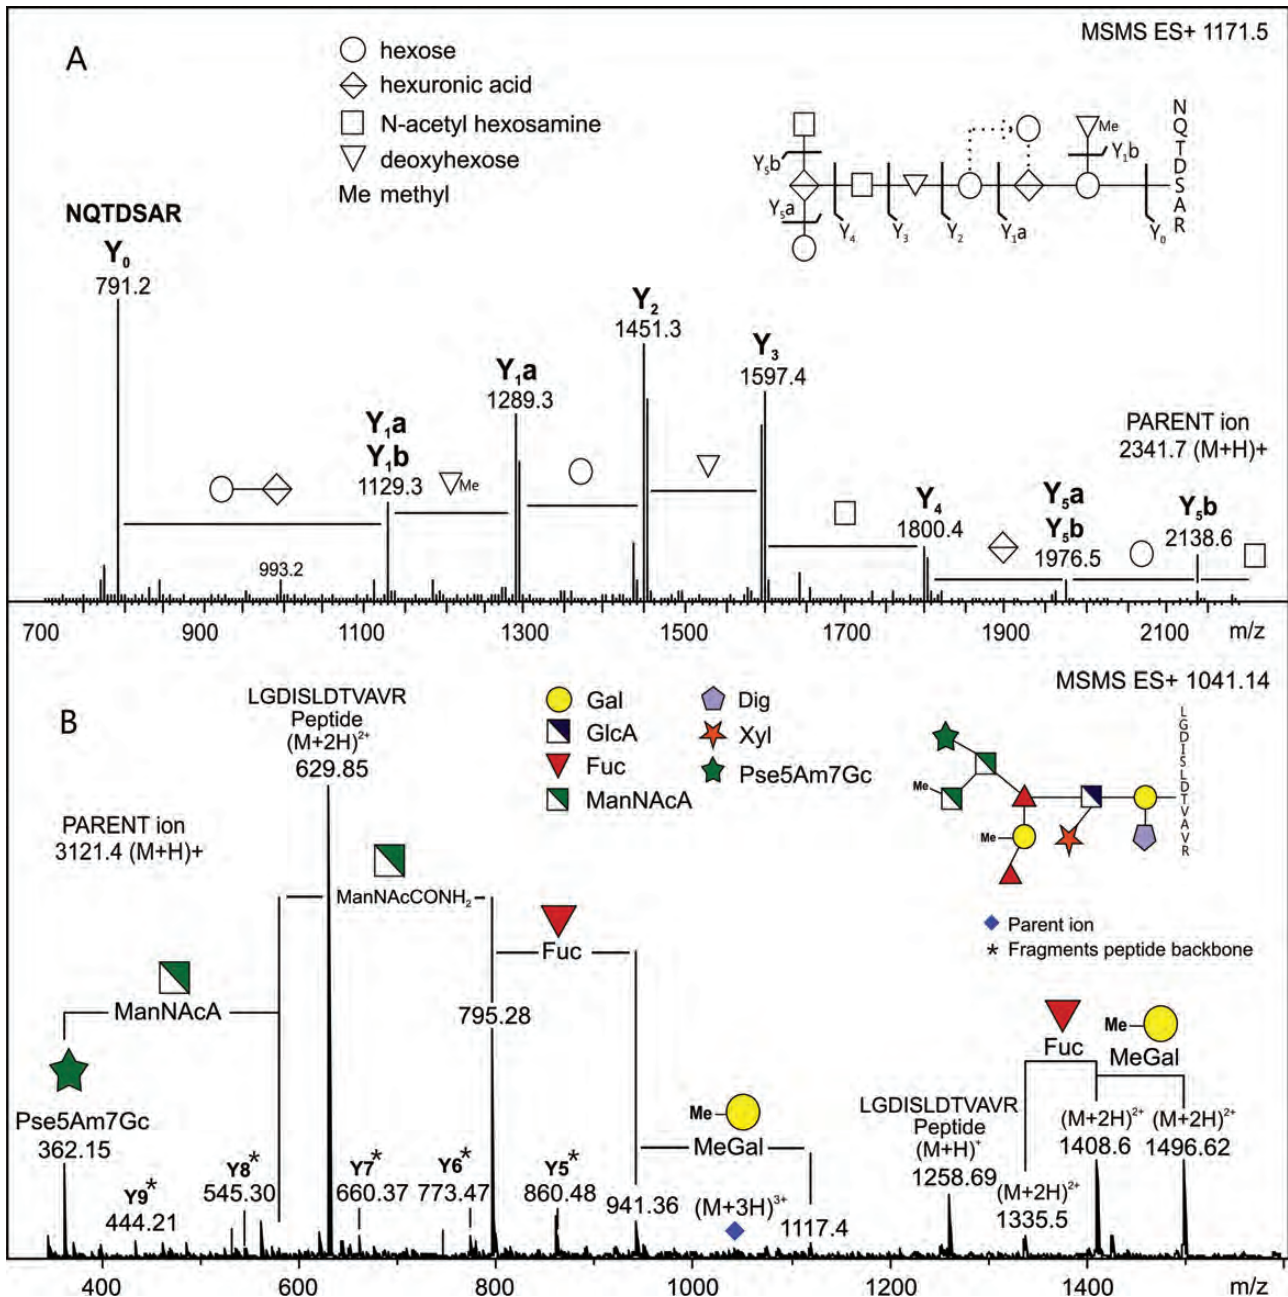 A
MSMS ES+ 1171.5
hexose
hexuronic acid
N-acetyl hexosamine
deoxyhexose
Me methyl
Me
N
Q
T
D
S
A
R
Y5b
Y5a
Y4
Y3
Y2
Y1a
Y1b
Y0
NQTDSAR
Y0
791.2
993.2
Y1a
Y1b
1129.3
Me
Y1a
1289.3
Y2
1451.3
Y3
1597.4
Y4
1800.4
PARENT ion
2341.7 (M+H)+
Y5a
Y5b
1976.5
Y5b
2138.6
700 900 1100 1300 1500 1700 1900 2100 m/z
B
MSMS ES+ 1041.14
LGDISLDTVAVR
Peptide
(M+2H)2+
629.85
Gal
GlcA
Fuc
ManNAcA
Dig
Xyl
Pse5Am7Gc
Me
Me
L
G
D
I
S
L
D
T
V
A
V
R
PARENT ion
3121.4 (M+H)+
Parent ion
* Fragments peptide backbone
ManNAcCONH2
Fuc
ManNAcA
795.28
Pse5Am7Gc
362.15
Y9*
444.21
Y8*
545.30
Y7*
660.37
Y6*
773.47
Y5*
860.48
941.36
Me
MeGal
(M+3H)3+
1117.4
LGDISLDTVAVR
Peptide
(M+H)+
1258.69
Fuc
Me
MeGal
(M+2H)2+
1335.5
(M+2H)2+
1408.6
(M+2H)2+
1496.62
400 600 800 1000 1200 1400 m/z